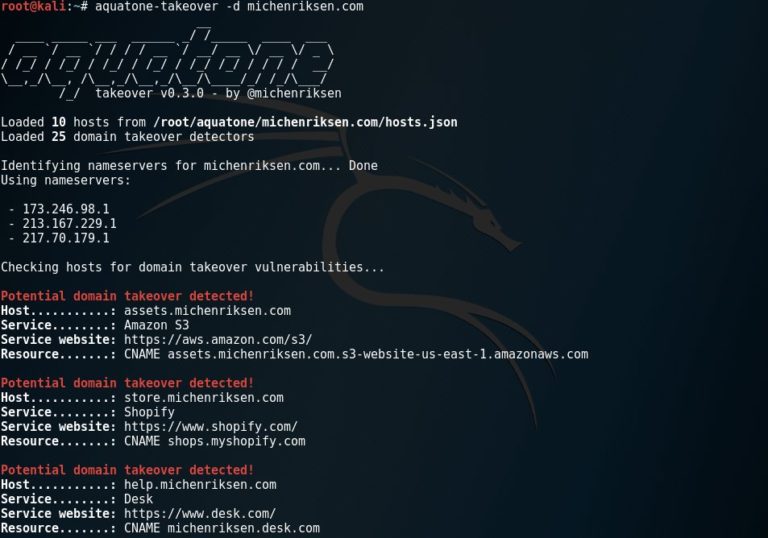 root@kali:~# aquatone-takeover -d michenriksen.com
aquatone
takeover v0.3.0 - by @michenriksen
Loaded 10 hosts from /root/aquatone/michenriksen.com/hosts.json
Loaded 25 domain takeover detectors
Identifying nameservers for michenriksen.com... Done
Using nameservers:
- 173.246.98.1
- 213.167.229.1
- 217.70.179.1
Checking hosts for domain takeover vulnerabilities...
Potential domain takeover detected!
Host...........: assets.michenriksen.com
Service........: Amazon S3
Service website: https://aws.amazon.com/s3/
Resource.......: CNAME assets.michenriksen.com.s3-website-us-east-1.amazonaws.com
Potential domain takeover detected!
Host...........: store.michenriksen.com
Service........: Shopify
Service website: https://www.shopify.com/
Resource.......: CNAME shops.myshopify.com
Potential domain takeover detected!
Host...........: help.michenriksen.com
Service........: Desk
Service website: https://www.desk.com/
Resource.......: CNAME michenriksen.desk.com